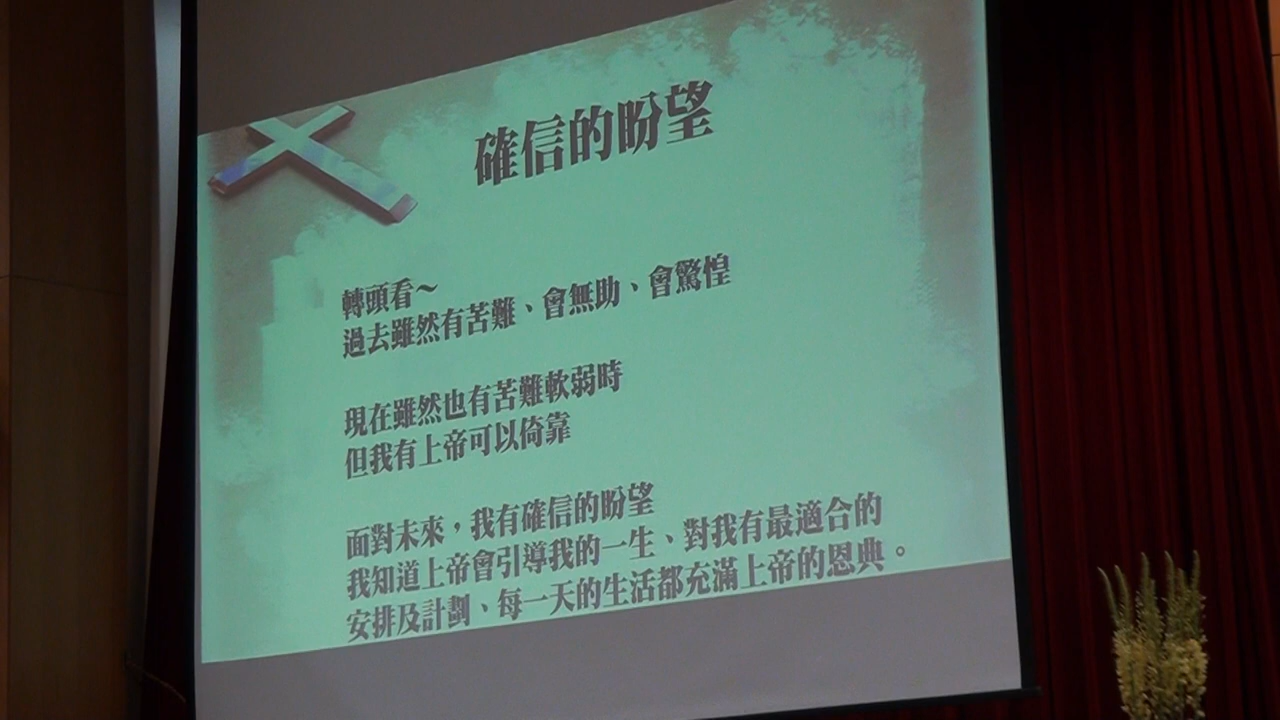 確信的盼望
轉頭看～
過去雖然有苦難、會無助、會驚惶
現在雖然也有苦難軟弱時
但我有上帝可以倚靠
面對未來，我有確信的盼望
我知道上帝會引導我的一生、對我有最適合的
安排及計劃、每一天的生活都充滿上帝的恩典。